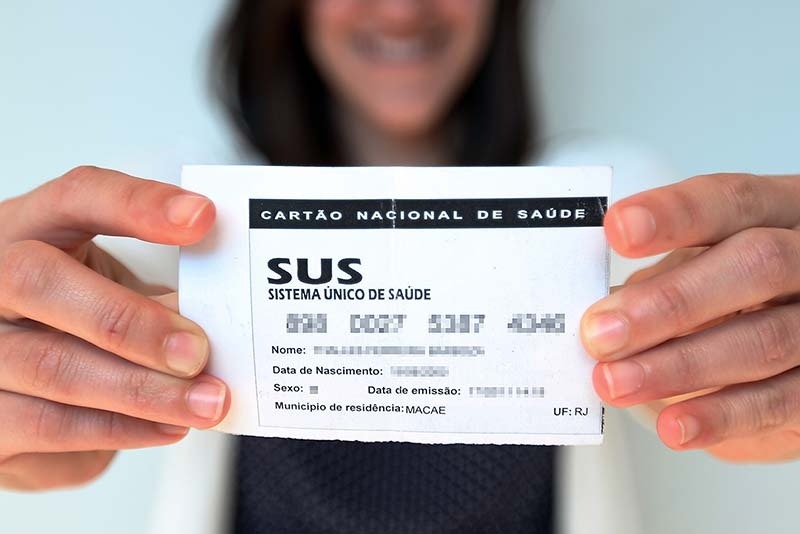 CARTÃO NACIONAL DE SAÚDE
SUS
SISTEMA ÚNICO DE SAÚDE
Nome:
Data de Nascimento:
Sexo: Data de emissão:
Município de residência: MACAE UF: RJ